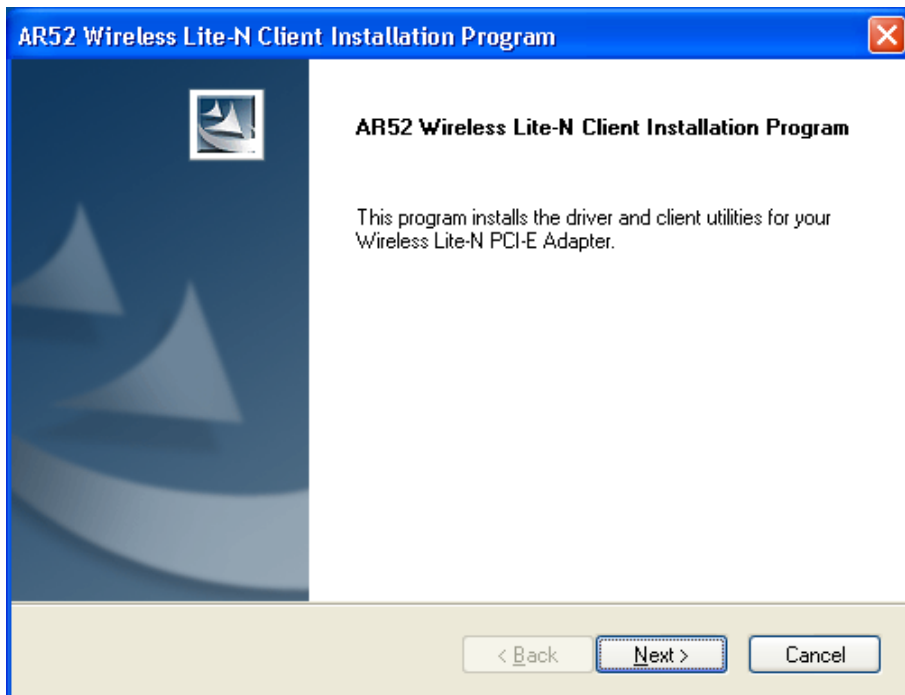 AR52 Wireless Lite-N Client Installation Program
AR52 Wireless Lite-N Client Installation Program
This program installs the driver and client utilities for your
Wireless Lite-N PCI-E Adapter.
< Back
Next >
Cancel